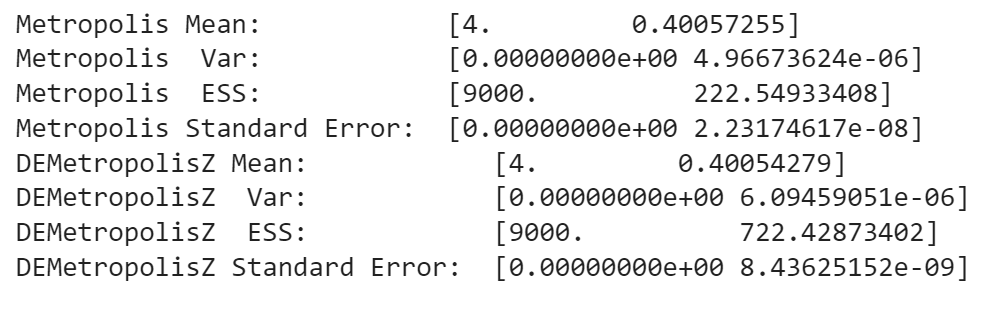 Metropolis Mean:            [4.         0.40057255]
Metropolis  Var:            [0.00000000e+00 4.96673624e-06]
Metropolis  ESS:            [9000.          222.54933408]
Metropolis Standard Error:  [0.00000000e+00 2.23174617e-08]
DEMetropolisZ Mean:            [4.         0.40054279]
DEMetropolisZ  Var:            [0.00000000e+00 6.09459051e-06]
DEMetropolisZ  ESS:            [9000.          722.42873402]
DEMetropolisZ Standard Error:  [0.00000000e+00 8.43625152e-09]